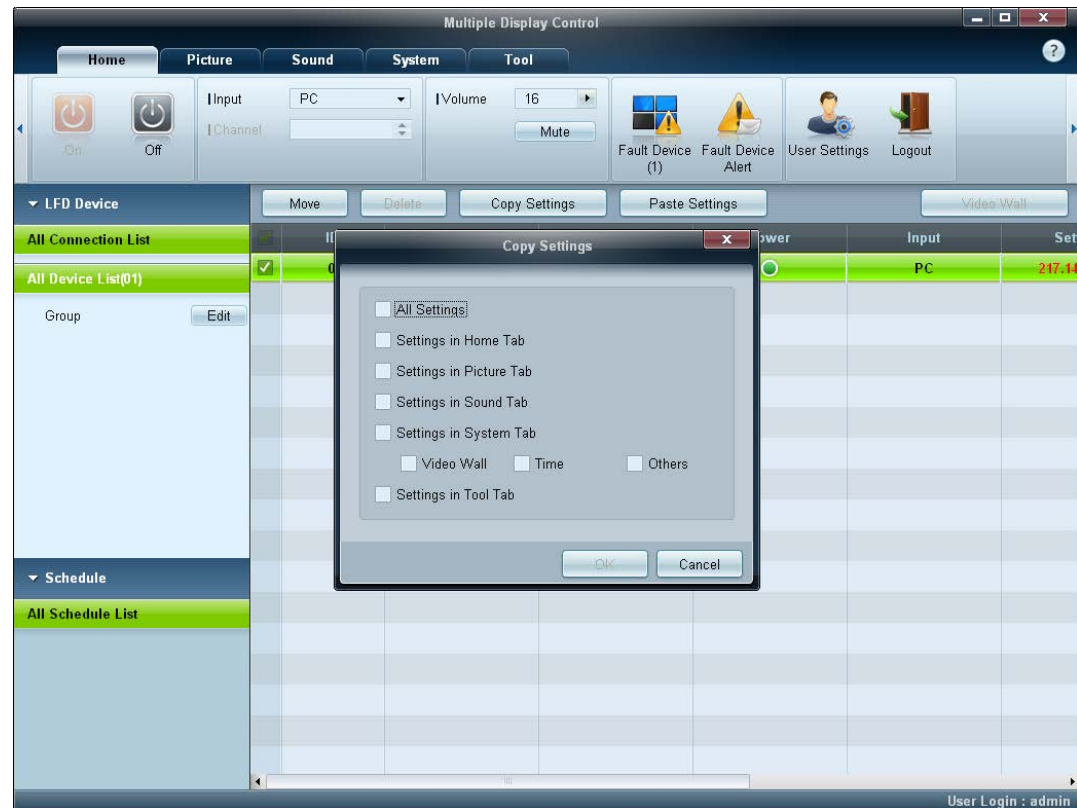 Multiple Display Control
Home Picture Sound System Tool ?
Input PC Volume 16
Channel Mute
On Off Fault Device (1) Fault Device Alert User Settings Logout
LFD Device Move Delete Copy Settings Paste Settings Video Wall
All Connection List Input
All Device List(01) PC 217.14
Group Edit
Copy Settings
All Settings
Settings in Home Tab
Settings in Picture Tab
Settings in Sound Tab
Settings in System Tab
Video Wall Time Others
Settings in Tool Tab
OK Cancel
Schedule
All Schedule List
User Login : admin